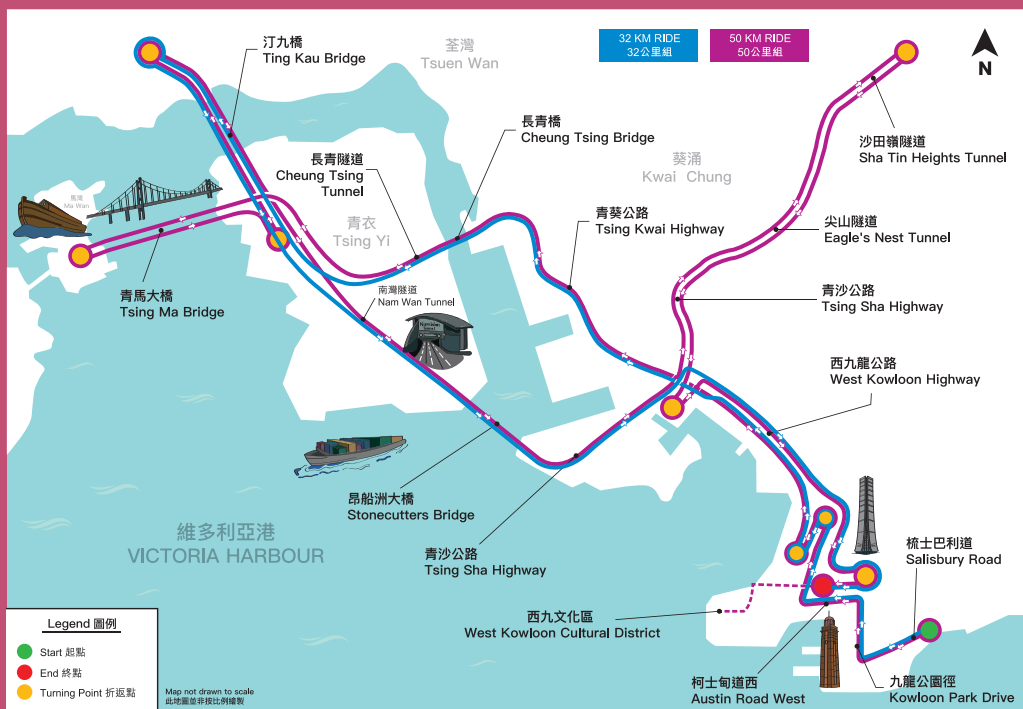 32 KM RIDE
32公里組
50 KM RIDE
50公里組
N
汀九橋
Ting Kau Bridge
荃灣
Tsuen Wan
長青橋
Cheung Tsing Bridge
長青隧道
Cheung Tsing
Tunnel
葵涌
Kwai Chung
沙田嶺隧道
Sha Tin Heights Tunnel
馬灣
Ma Wan
青衣
Tsing Yi
青葵公路
Tsing Kwai Highway
尖山隧道
Eagle's Nest Tunnel
青馬大橋
Tsing Ma Bridge
南灣隧道
Nam Wan Tunnel
青沙公路
Tsing Sha Highway
西九龍公路
West Kowloon Highway
昂船洲大橋
Stonecutters Bridge
維多利亞港
VICTORIA HARBOUR
青沙公路
Tsing Sha Highway
梳士巴利道
Salisbury Road
西九文化區
West Kowloon Cultural District
柯士甸道西
Austin Road West
九龍公園徑
Kowloon Park Drive
Legend 圖例
Start 起點
End 終點
Turning Point 折返點
Map not drawn to scale
此地圖並非按比例繪製